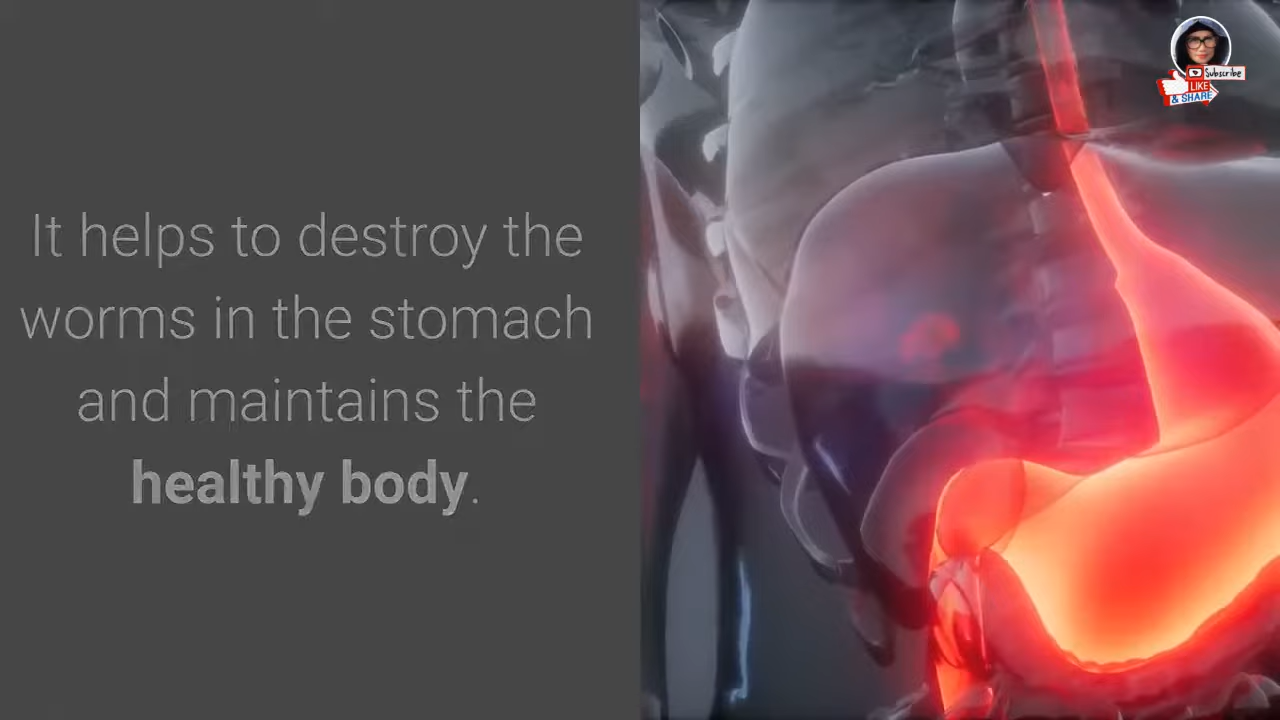 It helps to destroy the
worms in the stomach
and maintains the
healthy body.
Subscribe
LIKE
& SHARE